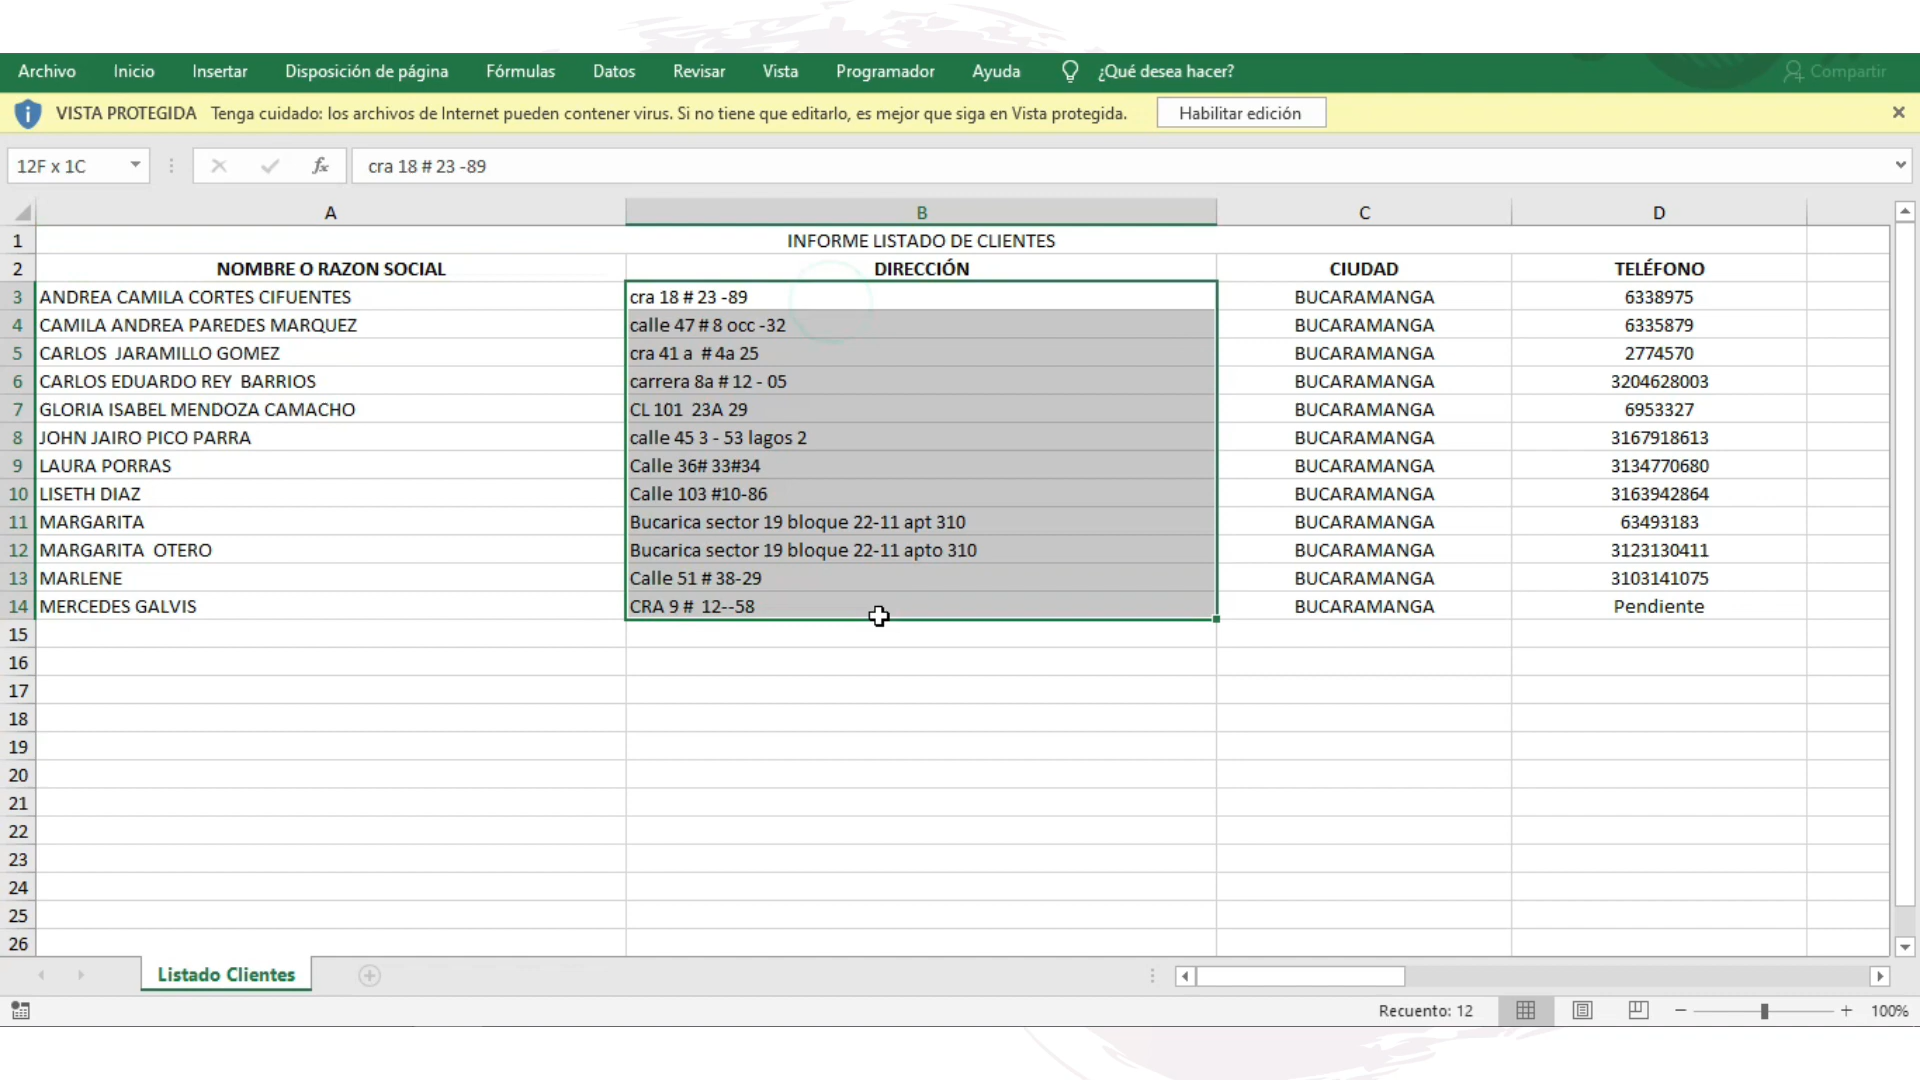 Archivo Inicio Insertar Disposición de página Fórmulas Datos Revisar Vista Programador Ayuda ¿Qué desea hacer? Compartir
VISTA PROTEGIDA Tenga cuidado: los archivos de Internet pueden contener virus. Si no tiene que editarlo, es mejor que siga en Vista protegida. Habilitar edición
12F x 1C fx cra 18 # 23 -89
A B C D
1 INFORME LISTADO DE CLIENTES
2 NOMBRE O RAZON SOCIAL DIRECCIÓN CIUDAD TELÉFONO
3 ANDREA CAMILA CORTES CIFUENTES cra 18 # 23 -89 BUCARAMANGA 6338975
4 CAMILA ANDREA PAREDES MARQUEZ calle 47 # 8 occ -32 BUCARAMANGA 6335879
5 CARLOS  JARAMILLO GOMEZ cra 41 a  # 4a 25 BUCARAMANGA 2774570
6 CARLOS EDUARDO REY  BARRIOS carrera 8a # 12 - 05 BUCARAMANGA 3204628003
7 GLORIA ISABEL MENDOZA CAMACHO CL 101  23A 29 BUCARAMANGA 6953327
8 JOHN JAIRO PICO PARRA calle 45 3 - 53 lagos 2 BUCARAMANGA 3167918613
9 LAURA PORRAS Calle 36# 33#34 BUCARAMANGA 3134770680
10 LISETH DIAZ Calle 103 #10-86 BUCARAMANGA 3163942864
11 MARGARITA Bucarica sector 19 bloque 22-11 apt 310 BUCARAMANGA 63493183
12 MARGARITA  OTERO Bucarica sector 19 bloque 22-11 apto 310 BUCARAMANGA 3123130411
13 MARLENE Calle 51 # 38-29 BUCARAMANGA 3103141075
14 MERCEDES GALVIS CRA 9 #  12--58 BUCARAMANGA Pendiente
15
16
17
18
19
20
21
22
23
24
25
26
Listado Clientes
Recuento: 12 100%